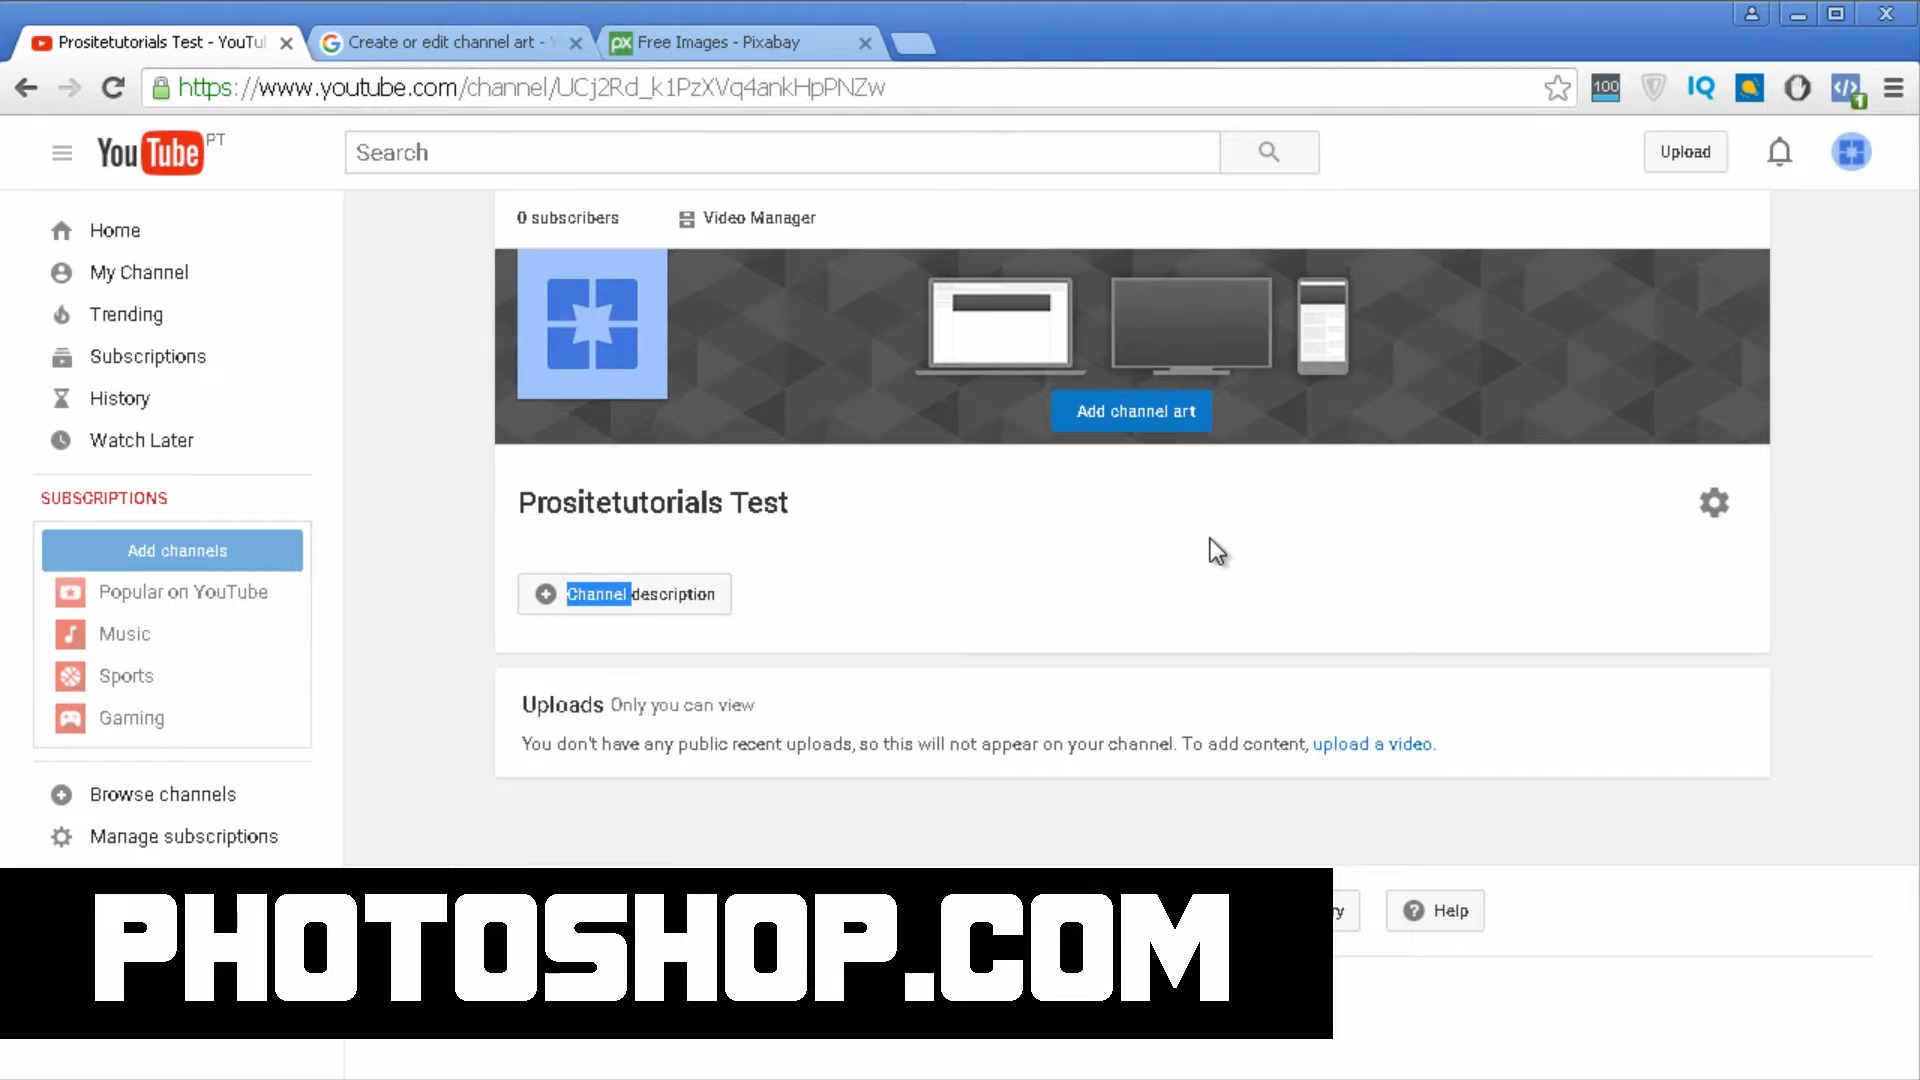 Prositetutorials Test - YouTu
Create or edit channel art -
Free Images - Pixabay
https://www.youtube.com/channel/UCj2Rd_k1PzXVq4ankHpPNZw
100
IQ
1
YouTube PT
Search
Upload
0 subscribers
Video Manager
Home
My Channel
Trending
Subscriptions
History
Watch Later
Add channel art
SUBSCRIPTIONS
Add channels
Popular on YouTube
Music
Sports
Gaming
Prositetutorials Test
Channel description
Uploads Only you can view
You don't have any public recent uploads, so this will not appear on your channel. To add content, upload a video.
Browse channels
Manage subscriptions
ry
Help
PHOTOSHOP.COM